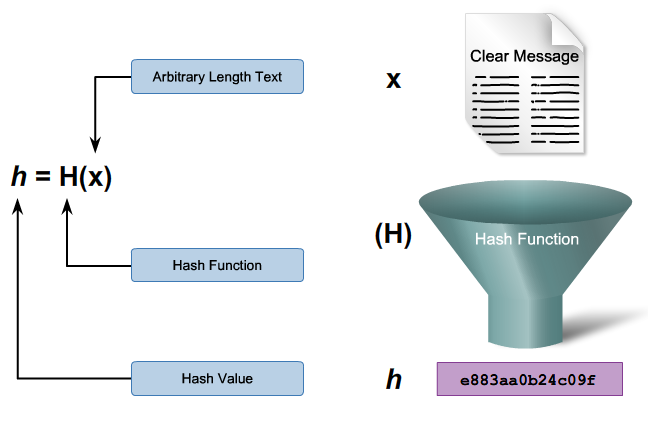 Arbitrary Length Text
x
Clear Message
h = H(x)
(H)
Hash Function
Hash Function
Hash Value
h
e883aa0b24c09f